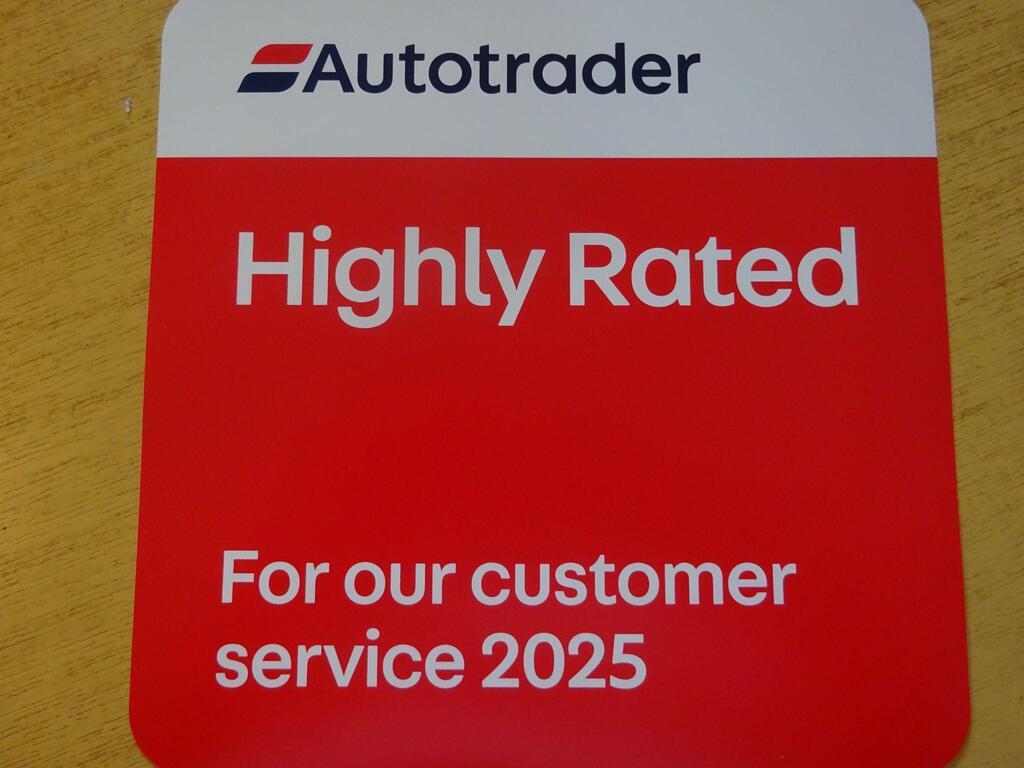 Autotrader
Highly Rated
For our customer
service 2025